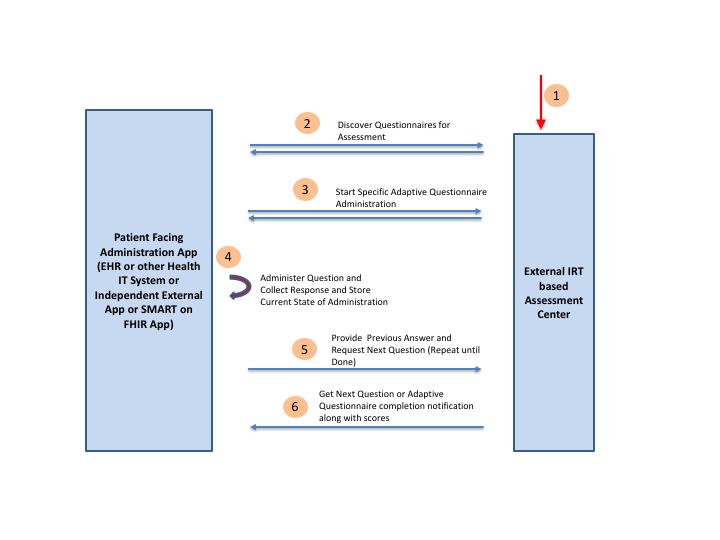 1
2
Discover Questionnaires for
Assessment
3
Start Specific Adaptive Questionnaire
Administration
Patient Facing
Administration App
(EHR or other Health
IT System or
Independent External
App or SMART on
FHIR App)
4
Administer Question and
Collect Response and Store
Current State of Administration
External IRT
based
Assessment
Center
5
Provide  Previous Answer and
Request Next Question (Repeat until
Done)
6
Get Next Question or Adaptive
Questionnaire completion notification
along with scores